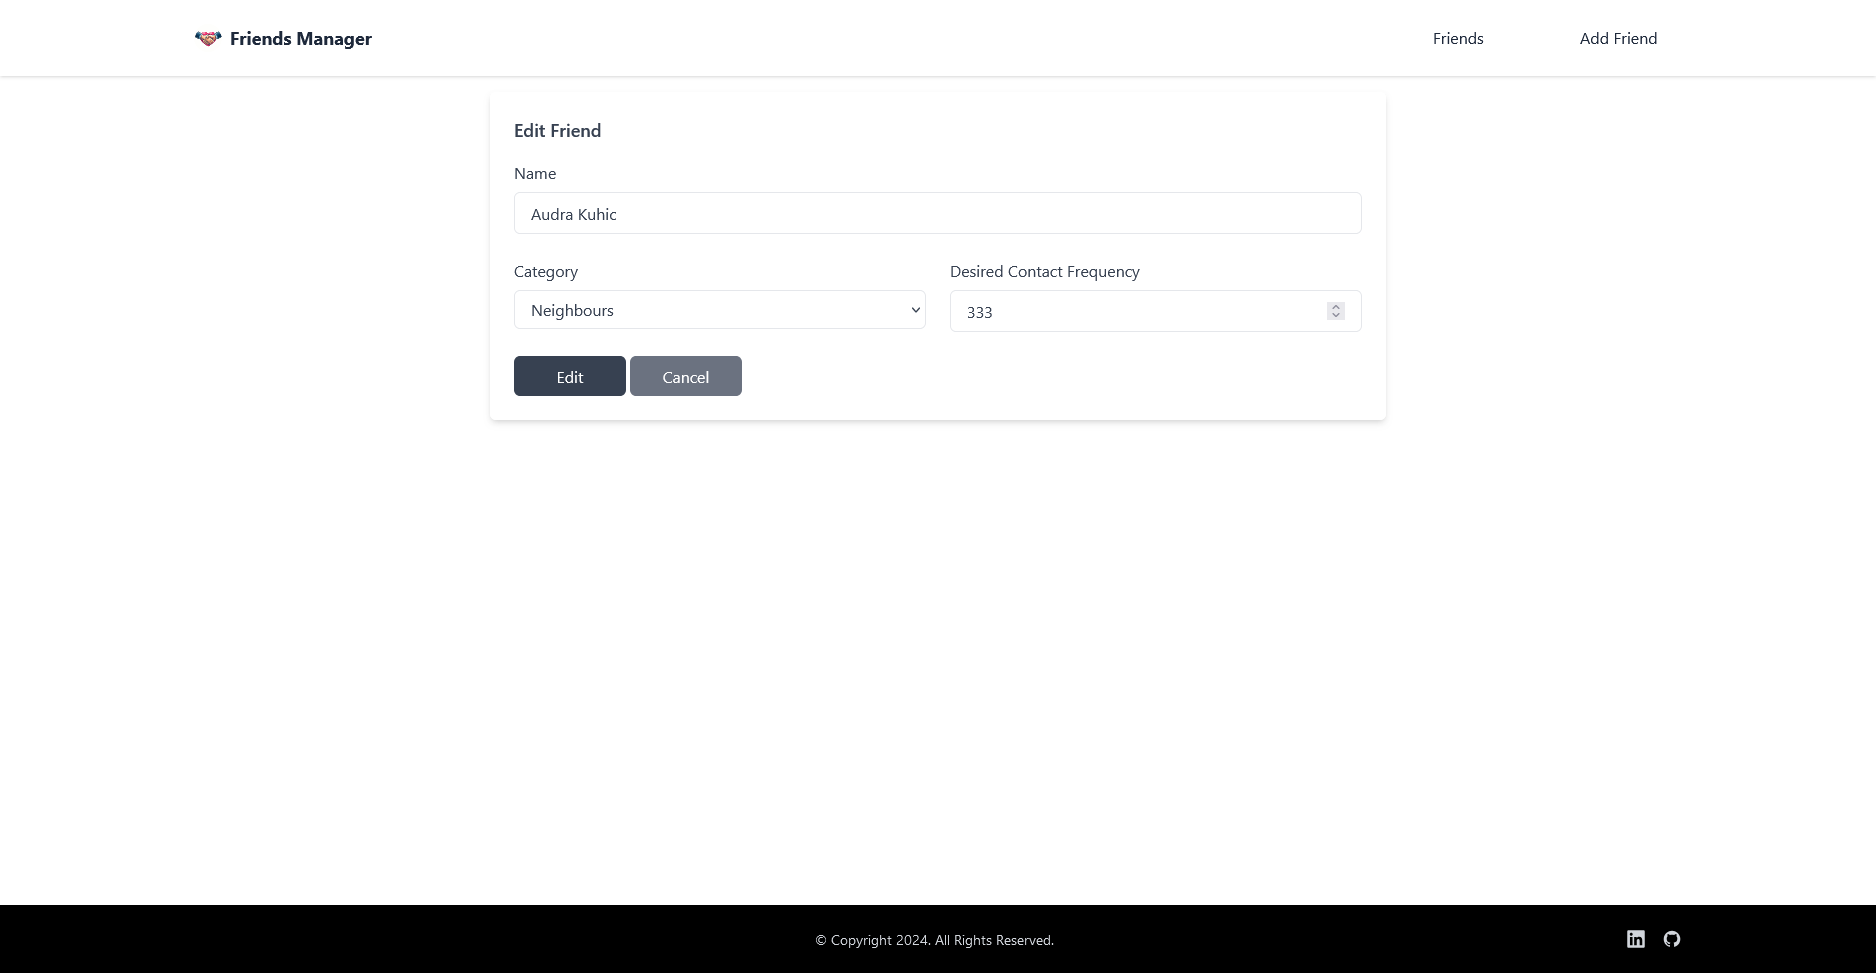 Friends Manager
Friends
Add Friend
Edit Friend
Name
Audra Kuhic
Category
Desired Contact Frequency
Neighbours
333
Edit
Cancel
© Copyright 2024. All Rights Reserved.